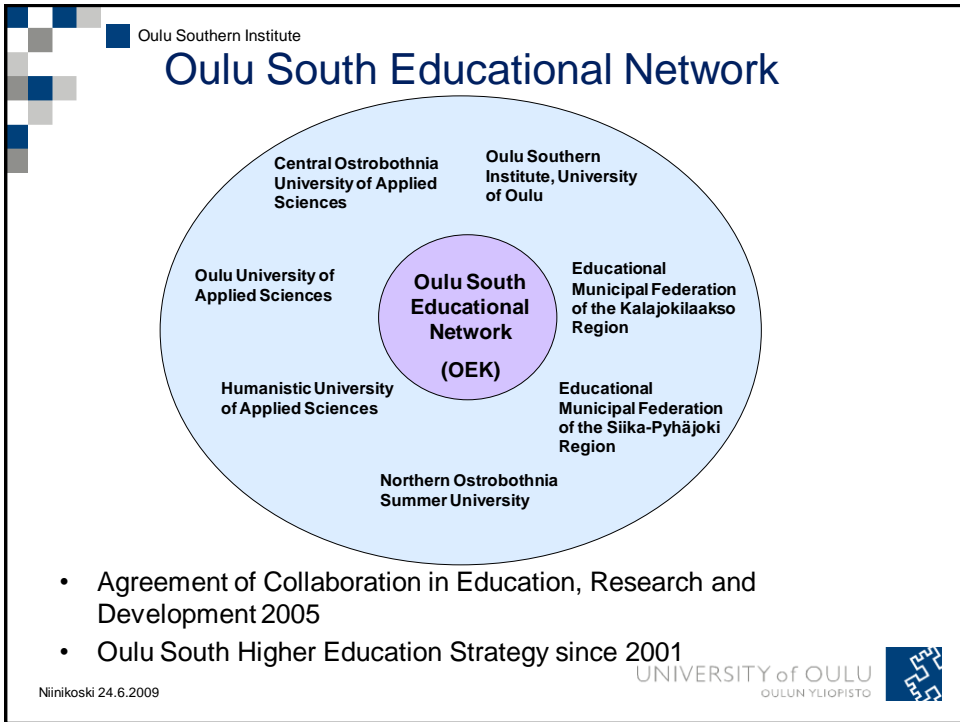 Oulu Southern Institute
Oulu South Educational Network
Central Ostrobothnia
University of Applied
Sciences
Oulu Southern
Institute, University
of Oulu
Oulu University of
Applied Sciences
Oulu South
Educational
Network
(OEK)
Educational
Municipal Federation
of the Kalajokilaakso
Region
Humanistic University
of Applied Sciences
Educational
Municipal Federation
of the Siika-Pyhäjoki
Region
Northern Ostrobothnia
Summer University
• Agreement of Collaboration in Education, Research and
Development 2005
• Oulu South Higher Education Strategy since 2001
UNIVERSITY of OULU
OULUN YLIOPISTO
Niinikoski 24.6.2009